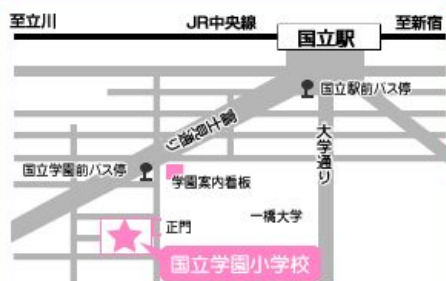 至立川
JR中央線
至新宿
国立駅
国立駅前バス停
富士見通り
大学通り
国立学園前バス停
学園案内看板
一橋大学
正門
国立学園小学校